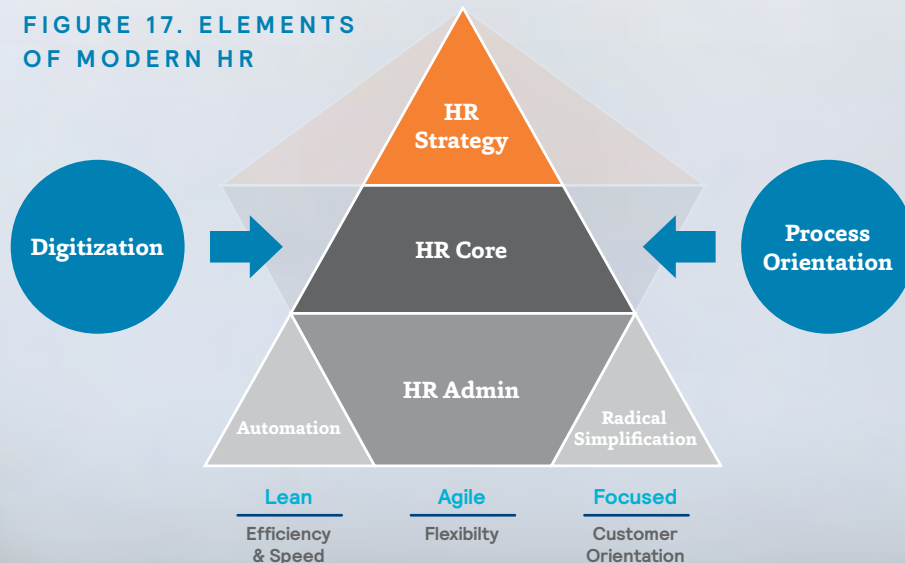 FIGURE 17. ELEMENTS
OF MODERN HR
HR
Strategy
Digitization
HR Core
Process
Orientation
HR Admin
Automation
Radical
Simplification
Lean
Efficiency
& Speed
Agile
Flexibilty
Focused
Customer
Orientation